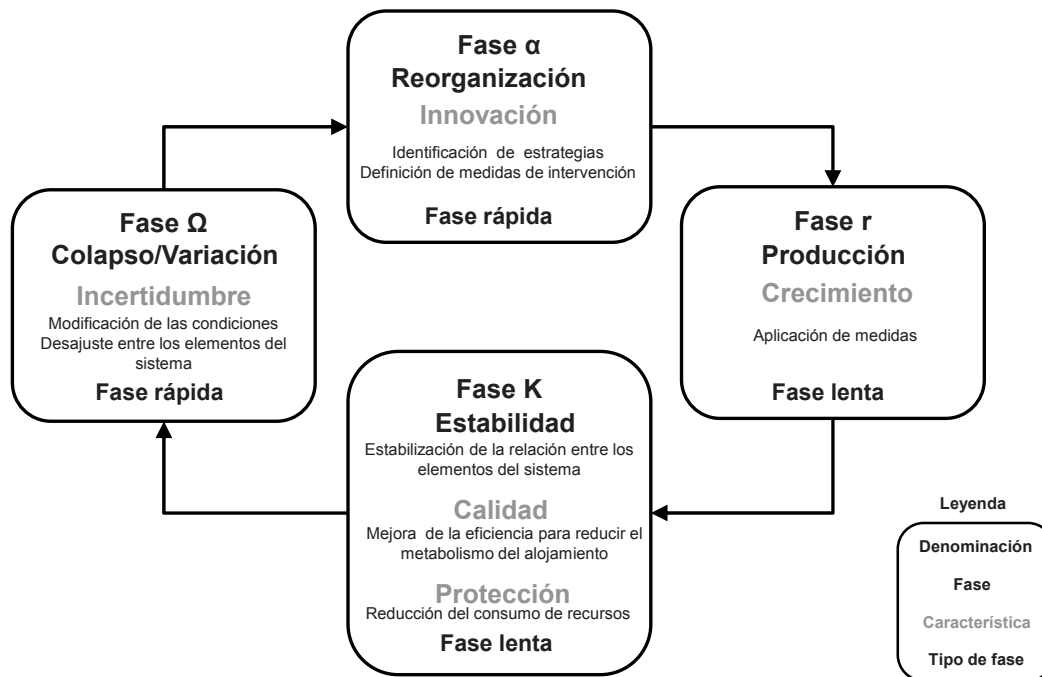 Fase α
Reorganización
Innovación
Identificación de estrategias
Definición de medidas de intervención
Fase rápida
Fase Ω
Colapso/Variación
Incertidumbre
Modificación de las condiciones
Desajuste entre los elementos del
sistema
Fase rápida
Fase r
Producción
Crecimiento
Aplicación de medidas
Fase lenta
Fase K
Estabilidad
Estabilización de la relación entre los
elementos del sistema
Calidad
Mejora de la eficiencia para reducir el
metabolismo del alojamiento
Protección
Reducción del consumo de recursos
Fase lenta
Leyenda
Denominación
Fase
Característica
Tipo de fase